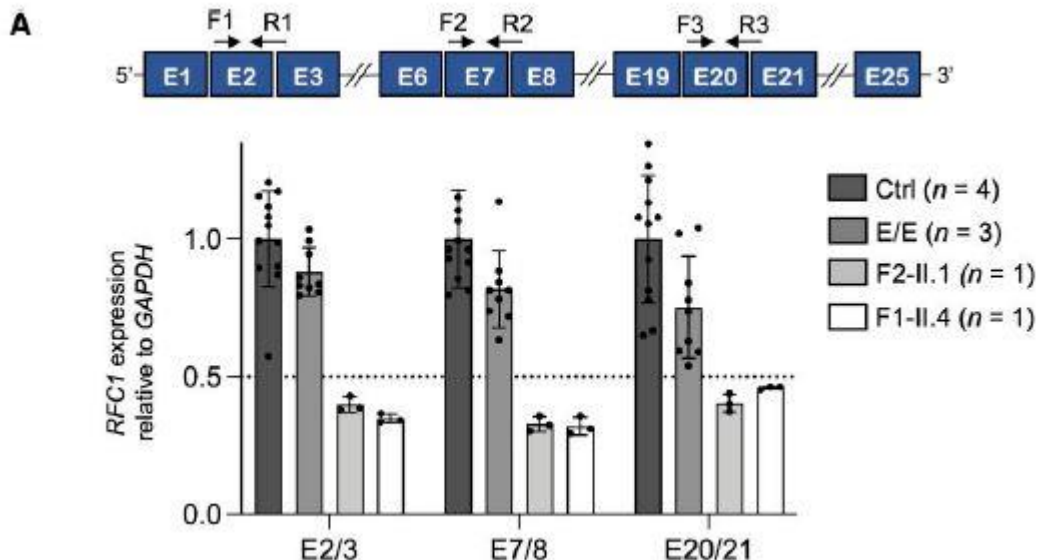 A
F1 R1 F2 R2 F3 R3
5' E1 E2 E3 E6 E7 E8 E19 E20 E21 E25 3'
RFC1 expression
relative to GAPDH
1.0
0.5
0.0
E2/3 E7/8 E20/21
Ctrl (n = 4)
E/E (n = 3)
F2-II.1 (n = 1)
F1-II.4 (n = 1)